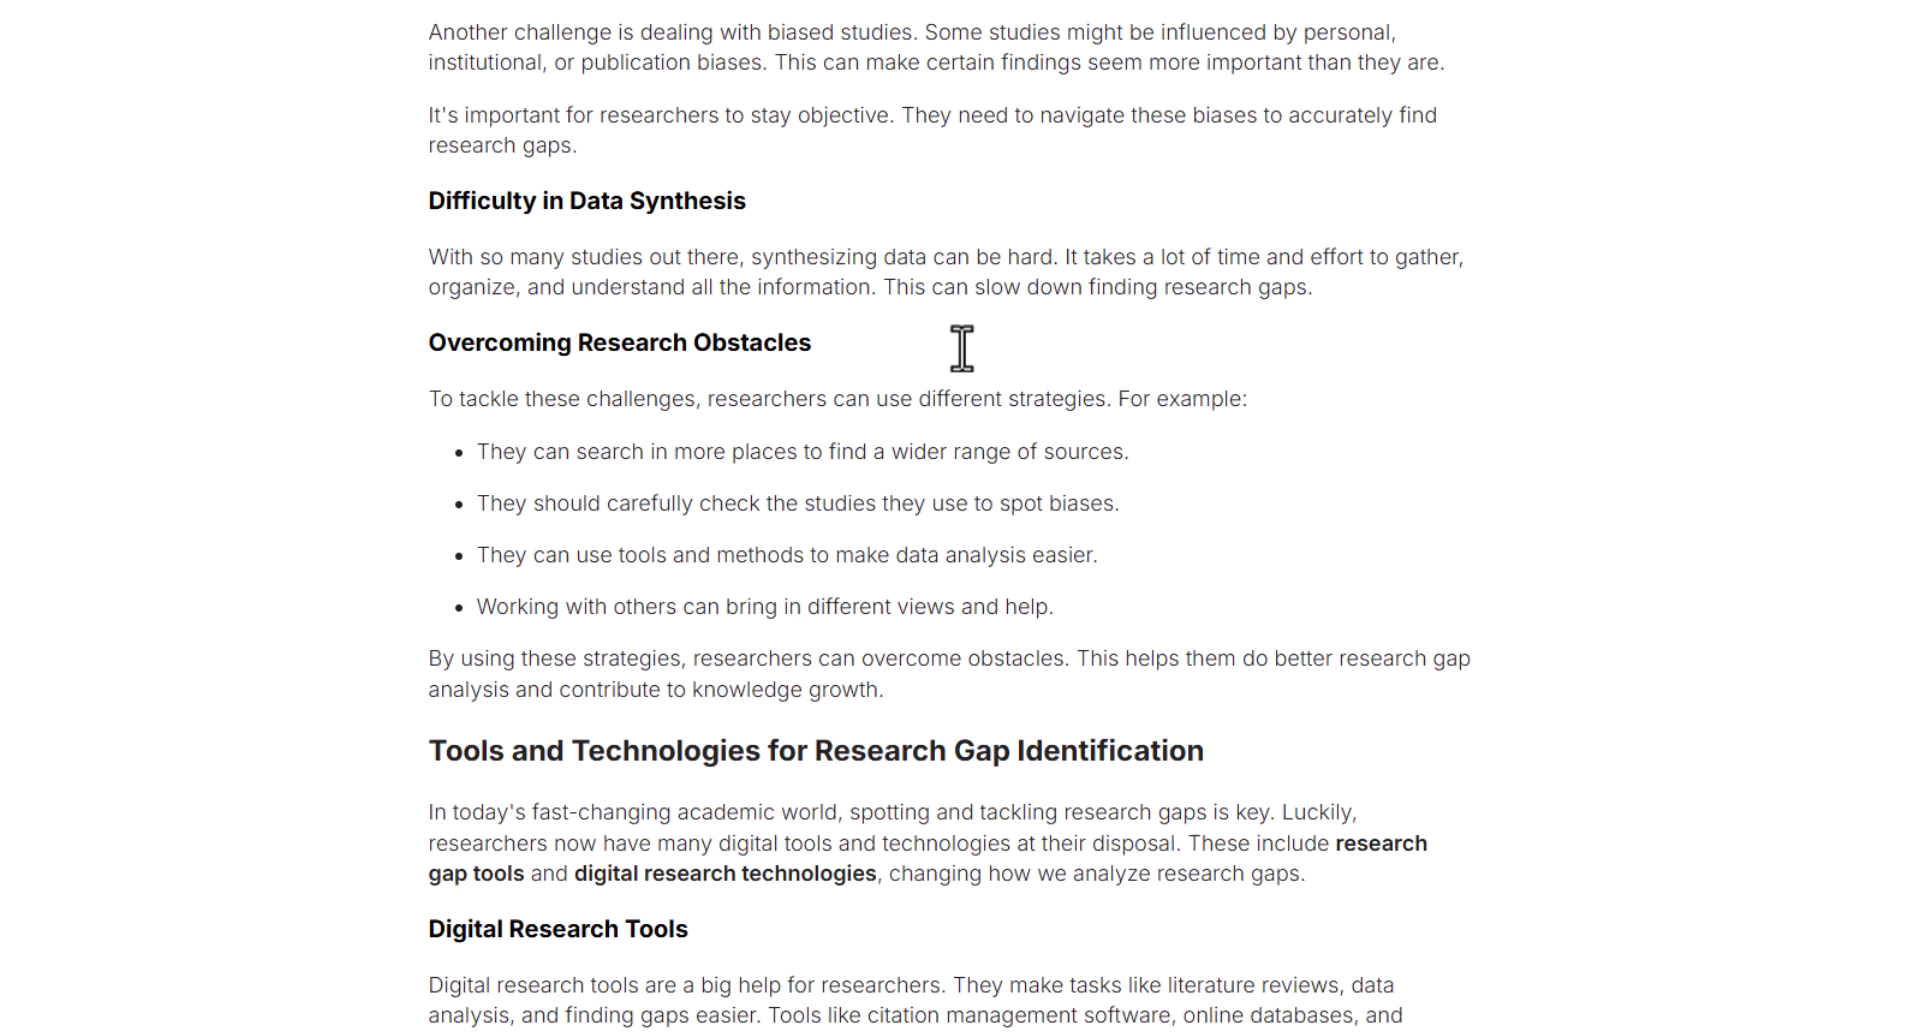 Another challenge is dealing with biased studies. Some studies might be influenced by personal,
institutional, or publication biases. This can make certain findings seem more important than they are.
It's important for researchers to stay objective. They need to navigate these biases to accurately find
research gaps.
Difficulty in Data Synthesis
With so many studies out there, synthesizing data can be hard. It takes a lot of time and effort to gather,
organize, and understand all the information. This can slow down finding research gaps.
Overcoming Research Obstacles
To tackle these challenges, researchers can use different strategies. For example:
• They can search in more places to find a wider range of sources.
• They should carefully check the studies they use to spot biases.
• They can use tools and methods to make data analysis easier.
• Working with others can bring in different views and help.
By using these strategies, researchers can overcome obstacles. This helps them do better research gap
analysis and contribute to knowledge growth.
Tools and Technologies for Research Gap Identification
In today's fast-changing academic world, spotting and tackling research gaps is key. Luckily,
researchers now have many digital tools and technologies at their disposal. These include research
gap tools and digital research technologies, changing how we analyze research gaps.
Digital Research Tools
Digital research tools are a big help for researchers. They make tasks like literature reviews, data
analysis, and finding gaps easier. Tools like citation management software, online databases, and